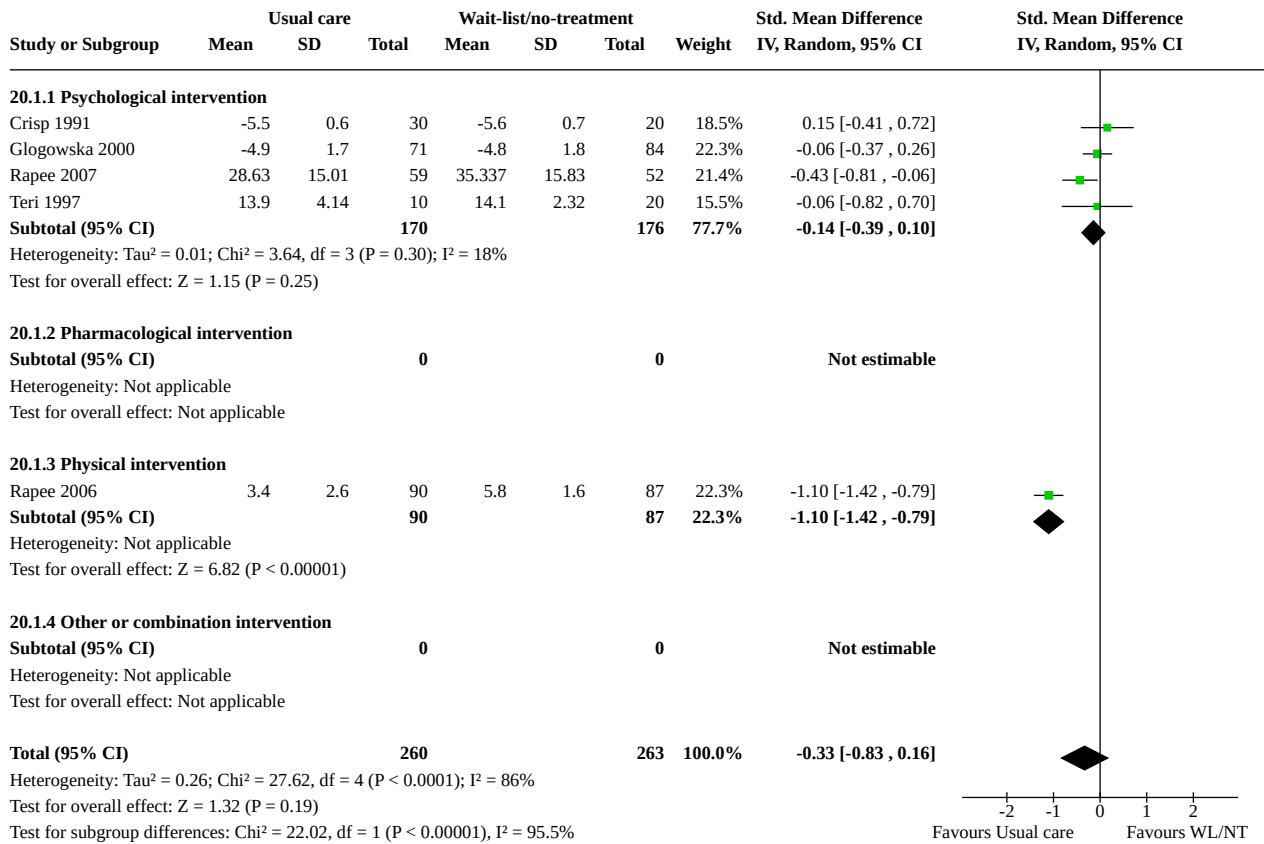 Usual care Wait-list/no-treatment Std. Mean Difference Std. Mean Difference
Study or Subgroup Mean SD Total Mean SD Total Weight IV, Random, 95% CI IV, Random, 95% CI
20.1.1 Psychological intervention
Crisp 1991 -5.5 0.6 30 -5.6 0.7 20 18.5% 0.15 [-0.41 , 0.72]
Glogowska 2000 -4.9 1.7 71 -4.8 1.8 84 22.3% -0.06 [-0.37 , 0.26]
Rapee 2007 28.63 15.01 59 35.337 15.83 52 21.4% -0.43 [-0.81 , -0.06]
Teri 1997 13.9 4.14 10 14.1 2.32 20 15.5% -0.06 [-0.82 , 0.70]
Subtotal (95% CI) 170 176 77.7% -0.14 [-0.39 , 0.10]
Heterogeneity: Tau² = 0.01; Chi² = 3.64, df = 3 (P = 0.30); I² = 18%
Test for overall effect: Z = 1.15 (P = 0.25)
20.1.2 Pharmacological intervention
Subtotal (95% CI) 0 0 Not estimable
Heterogeneity: Not applicable
Test for overall effect: Not applicable
20.1.3 Physical intervention
Rapee 2006 3.4 2.6 90 5.8 1.6 87 22.3% -1.10 [-1.42 , -0.79]
Subtotal (95% CI) 90 87 22.3% -1.10 [-1.42 , -0.79]
Heterogeneity: Not applicable
Test for overall effect: Z = 6.82 (P < 0.00001)
20.1.4 Other or combination intervention
Subtotal (95% CI) 0 0 Not estimable
Heterogeneity: Not applicable
Test for overall effect: Not applicable
Total (95% CI) 260 263 100.0% -0.33 [-0.83 , 0.16]
Heterogeneity: Tau² = 0.26; Chi² = 27.62, df = 4 (P < 0.0001); I² = 86%
Test for overall effect: Z = 1.32 (P = 0.19)
Test for subgroup differences: Chi² = 22.02, df = 1 (P < 0.00001), I² = 95.5%
-2 -1 0 1 2
Favours Usual care Favours WL/NT